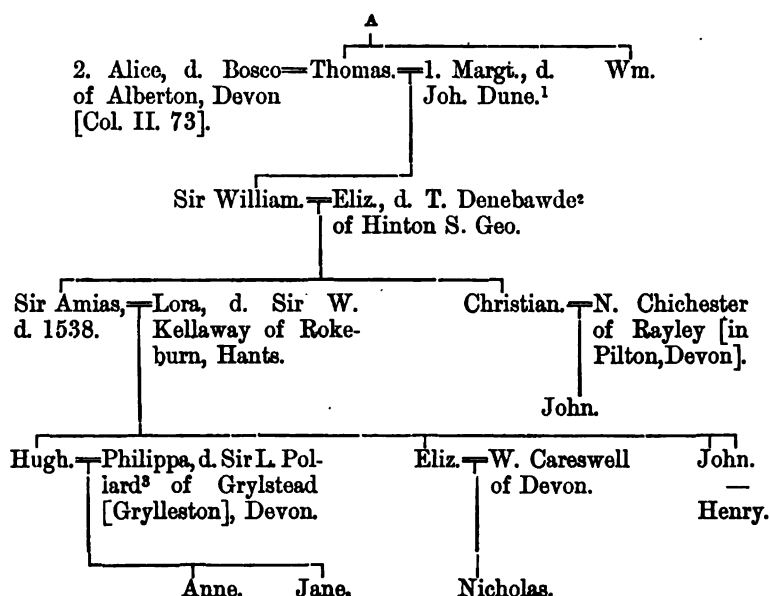 A
2. Alice, d. Bosco=Thomas.=1. Margt., d. Wm.
of Alberton, Devon Joh. Dune.¹
[Col. II. 73].
Sir William.=Eliz., d. T. Denebawde²
of Hinton S. Geo.
Sir Amias,=Lora, d. Sir W. Christian.=N. Chichester
d. 1538. Kellaway of Roke- of Rayley [in
burn, Hants. Pilton, Devon].
John.
Hugh.=Philippa, d. Sir L. Pol- Eliz.=W. Careswell John.
lard³ of Grylstead of Devon. —
[Grylleston], Devon. Henry.
Anne. Jane. Nicholas.